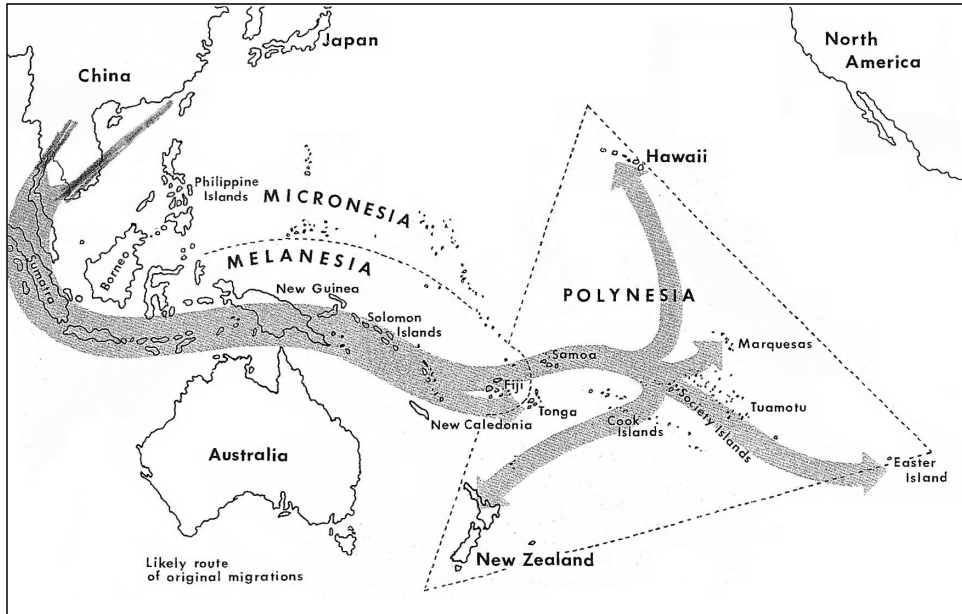 Japan
North
America
China
Hawaii
Philippine
Islands
MICRONESIA
MELANESIA
Sumatra
Borneo
New Guinea
POLYNESIA
Solomon
Islands
Samoa
Marquesas
Fiji
Tonga
Society Islands
Tuamotu
New Caledonia
Cook
Islands
Australia
Easter
Island
New Zealand
Likely route
of original migrations